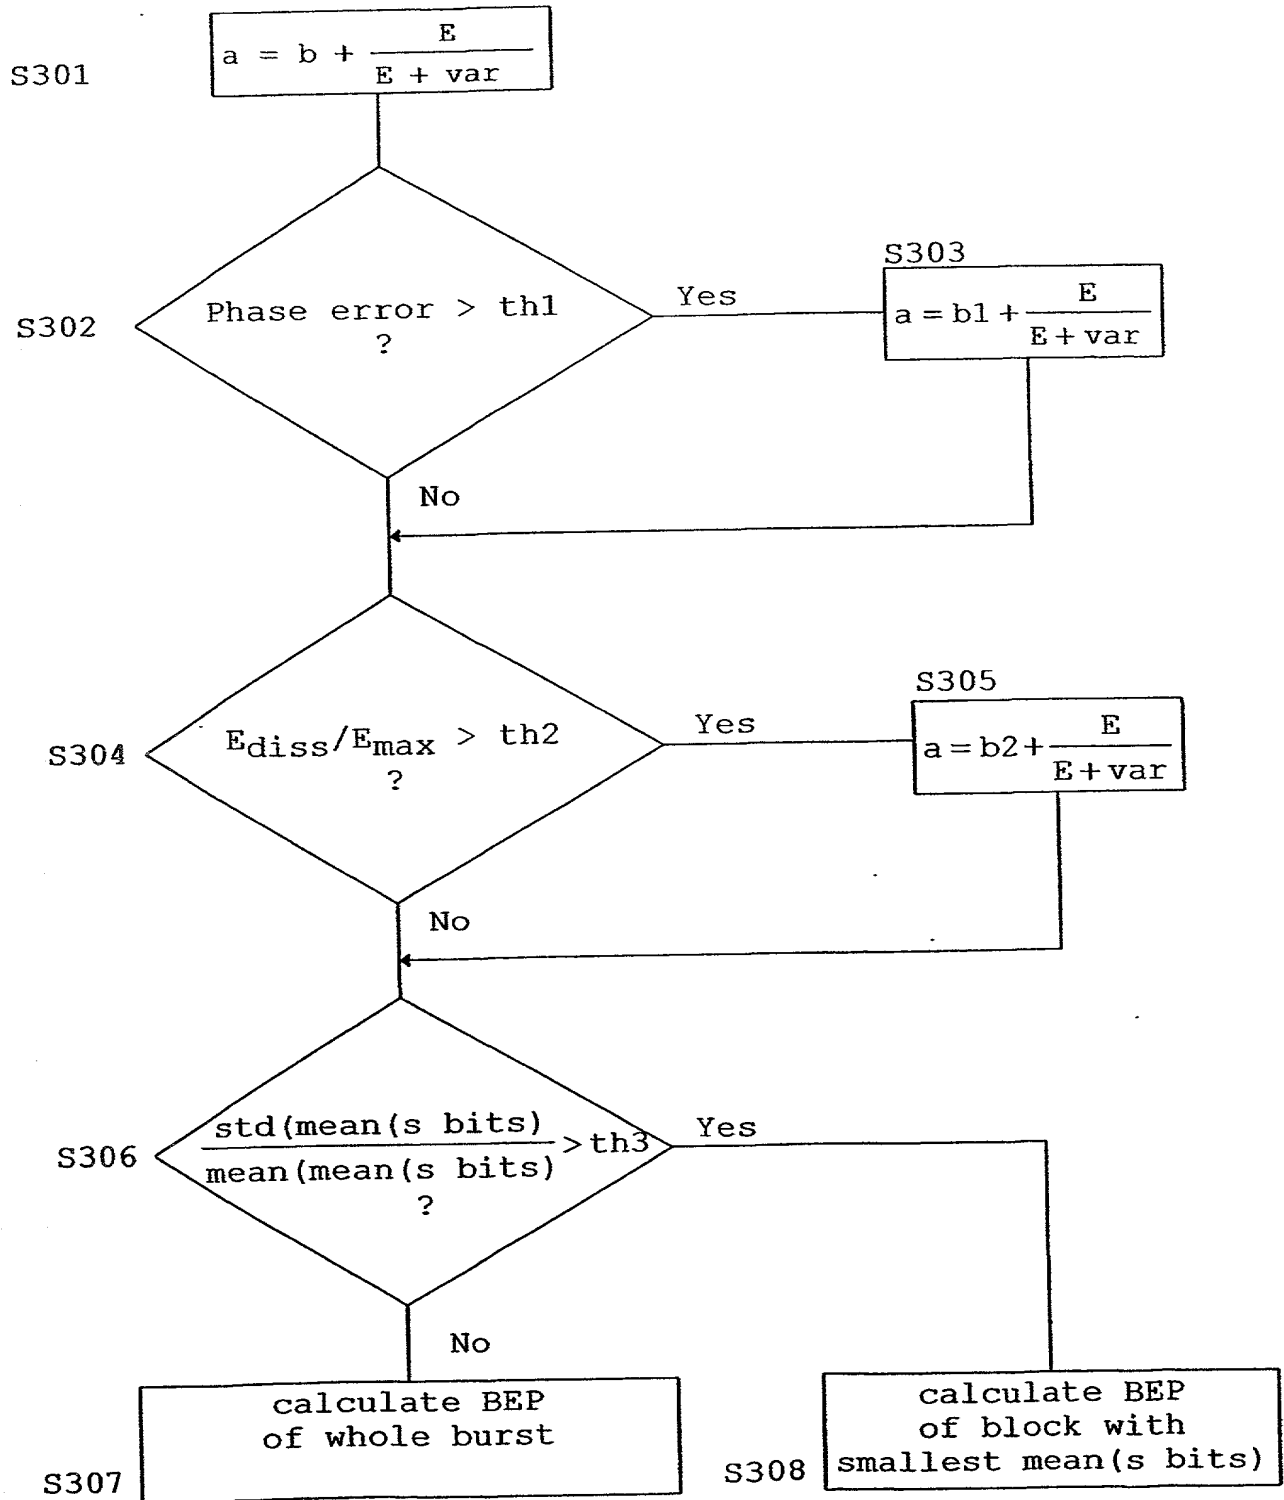 S301
a = b + E / E + var
S302
Phase error > th1
?
Yes
S303
a = b1 + E / E + var
No
S304
Ediss/Emax > th2
?
Yes
S305
a = b2 + E / E + var
No
S306
std(mean(s bits) / mean(mean(s bits) > th3
?
Yes
No
S307
calculate BEP
of whole burst
S308
calculate BEP
of block with
smallest mean(s bits)